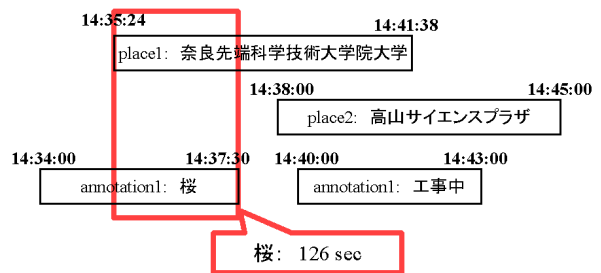 14:35:24
14:41:38
place1: 奈良先端科学技術大学院大学
14:38:00
14:45:00
place2: 高山サイエンスプラザ
14:34:00
14:37:30
14:40:00
14:43:00
annotation1: 桜
annotation1: 工事中
桜: 126 sec